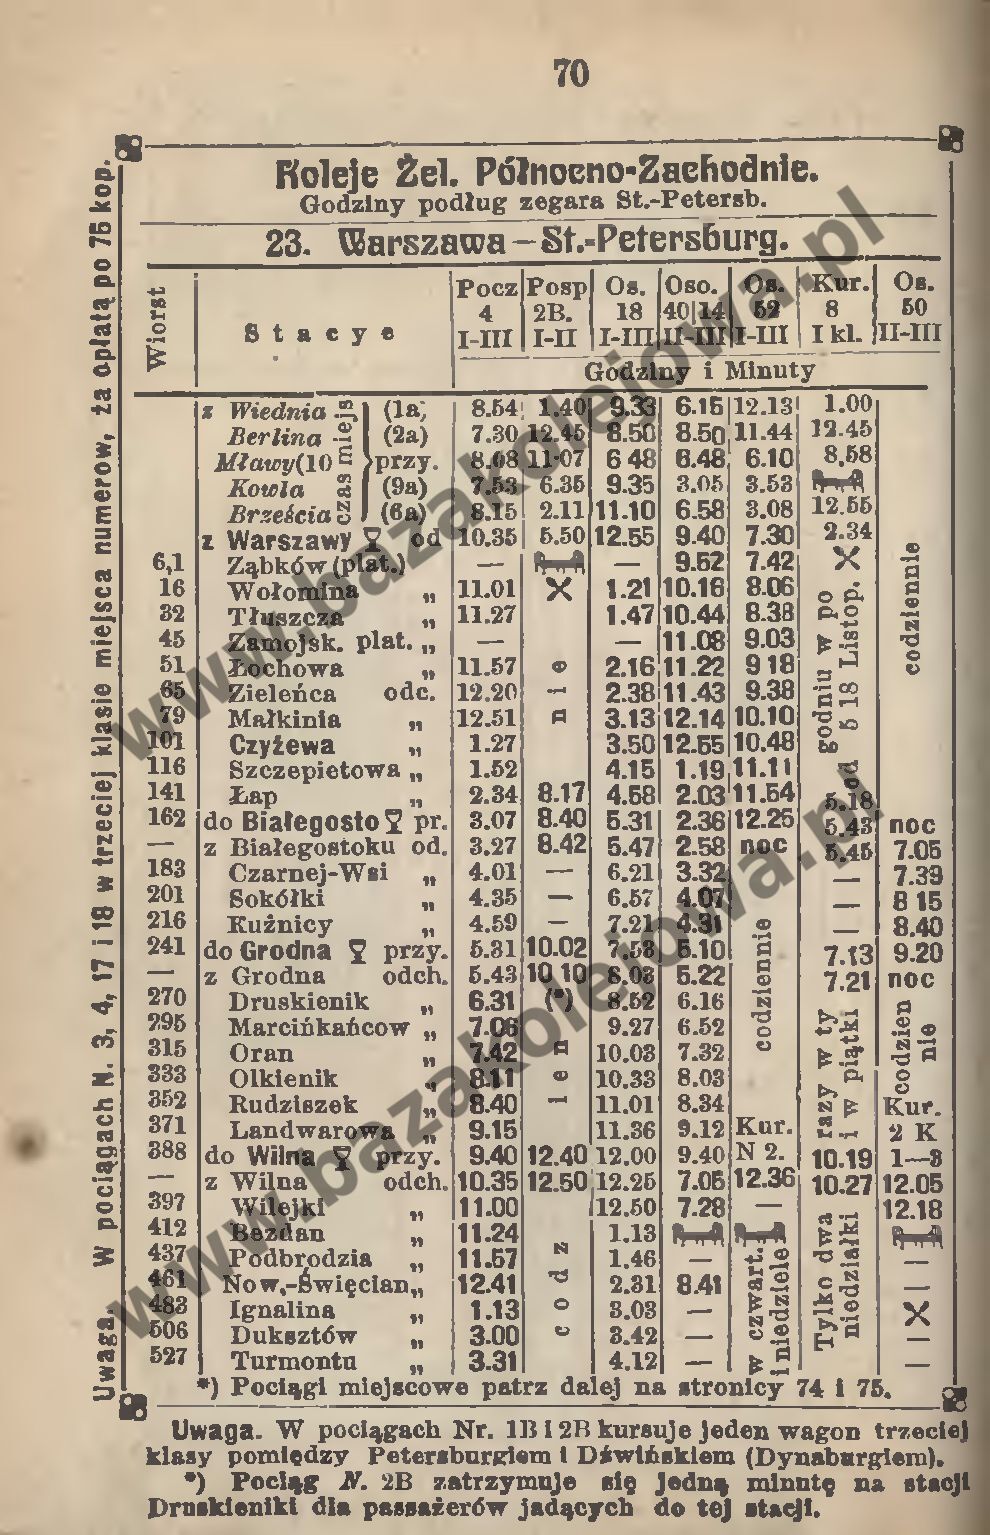 70
Koleje Żel. Północno-Zachodnie.
Godziny podług zegara St.-Petersb.
23. Warszawa – St.-Petersburg.
Wiorst
Stacye
Pocz 4 I-III
Posp 2B. I-II
Os. 18 I-III
Oso. 40|14 II-III
Os. 52 I-III
Kur. 8 I kl.
Os. 50 II-III
Godziny i Minuty
czas miejs
z Wiednia (1a) 8.54 1.40 9.33 6.15 12.13 1.00
Berlina (2a) 7.30 12.45 8.50 8.50 11.44 12.45
Mławy(10 przy. 8.08 11.07 6 48 6.48 6.10 8.58
Kowla (9a) 7.53 6.35 9.35 3.05 3.53
Brześcia (6a) 8.15 2.11 11.10 6.58 3.08 12.55
z Warszawy od 10.35 5.50 12.55 9.40 7.30 2.34
6,1 Ząbków (plat.) — — 9.52 7.42
16 Wołomina „ 11.01 1.21 10.16 8.06
32 Tłuszcza „ 11.27 1.47 10.44 8.38
45 Zamojsk. plat. „ — — 11.08 9.03
51 Łochowa „ 11.57 2.16 11.22 9 18
65 Zieleńca odc. 12.20 2.38 11.43 9.38
79 Małkinia „ 12.51 3.13 12.14 10.10
101 Czyżewa „ 1.27 3.50 12.55 10.48
116 Szczepietowa „ 1.52 4.15 1.19 11.11
141 Łap „ 2.34 8.17 4.58 2.03 11.54 5.18
162 do Białegosto pr. 3.07 8.40 5.31 2.36 12.25 5.43 noc
— z Białegostoku od. 3.27 8.42 5.47 2.58 noc 5.45 7.05
183 Czarnej-Wsi „ 4.01 — 6.21 3.32 — 7.39
201 Sokółki „ 4.35 — 6.57 4.07 — 8 15
216 Kuźnicy „ 4.59 — 7.21 4.31 — 8.40
241 do Grodna przy. 5.31 10.02 7.53 5.10 7.13 9.20
— z Grodna odch. 5.43 10 10 8.03 5.22 7.21 noc
270 Druskienik „ 6.31 (*) 8.52 6.16
295 Marcińkańcow „ 7.06 9.27 6.52
315 Oran „ 7.42 10.03 7.32
333 Olkienik „ 8.11 10.33 8.03
352 Rudziszek „ 8.40 11.01 8.34 Kur.
371 Landwarowa „ 9.15 11.36 9.12 Kur. 2 K
388 do Wilna przy. 9.40 12.40 12.00 9.40 N 2. 10.19 1—3
— z Wilna odch. 10.35 12.50 12.25 7.05 12.36 10.27 12.05
397 Wilejki „ 11.00 12.50 7.28 — 12.18
412 Bezdan „ 11.24 1.13
437 Podbrodzia „ 11.57 1.46 — —
461 Now.-Święcian „ 12.41 2.31 8.41 —
483 Ignalina „ 1.13 3.03 —
506 Duksztów „ 3.00 3.42 — —
527 Turmontu „ 3.31 4.12 — —
codziennie
codziennie
godniu w po
od 5 18 Listop.
codziennie
codzien nie
Tylko dwa razy w ty
niedziałki i w piątki
w czwart. i niedziele
*) Pociągi miejscowe patrz dalej na stronicy 74 i 75.
Uwaga. W pociągach N. 3, 4, 17 i 18 w trzeciej klasie miejsca numerow, za opłatą po 75 kop.
Uwaga. W pociągach Nr. 1B i 2B kursuje jeden wagon trzeciej
klasy pomiędzy Petersburgiem i Dźwińskiem (Dynaburgiem).
*) Pociąg N. 2B zatrzymuje się jedną minutę na stacji
Druskieniki dla pasażerów jadących do tej stacji.
www.bazakolejowa.pl
www.bazakolejowa.pl